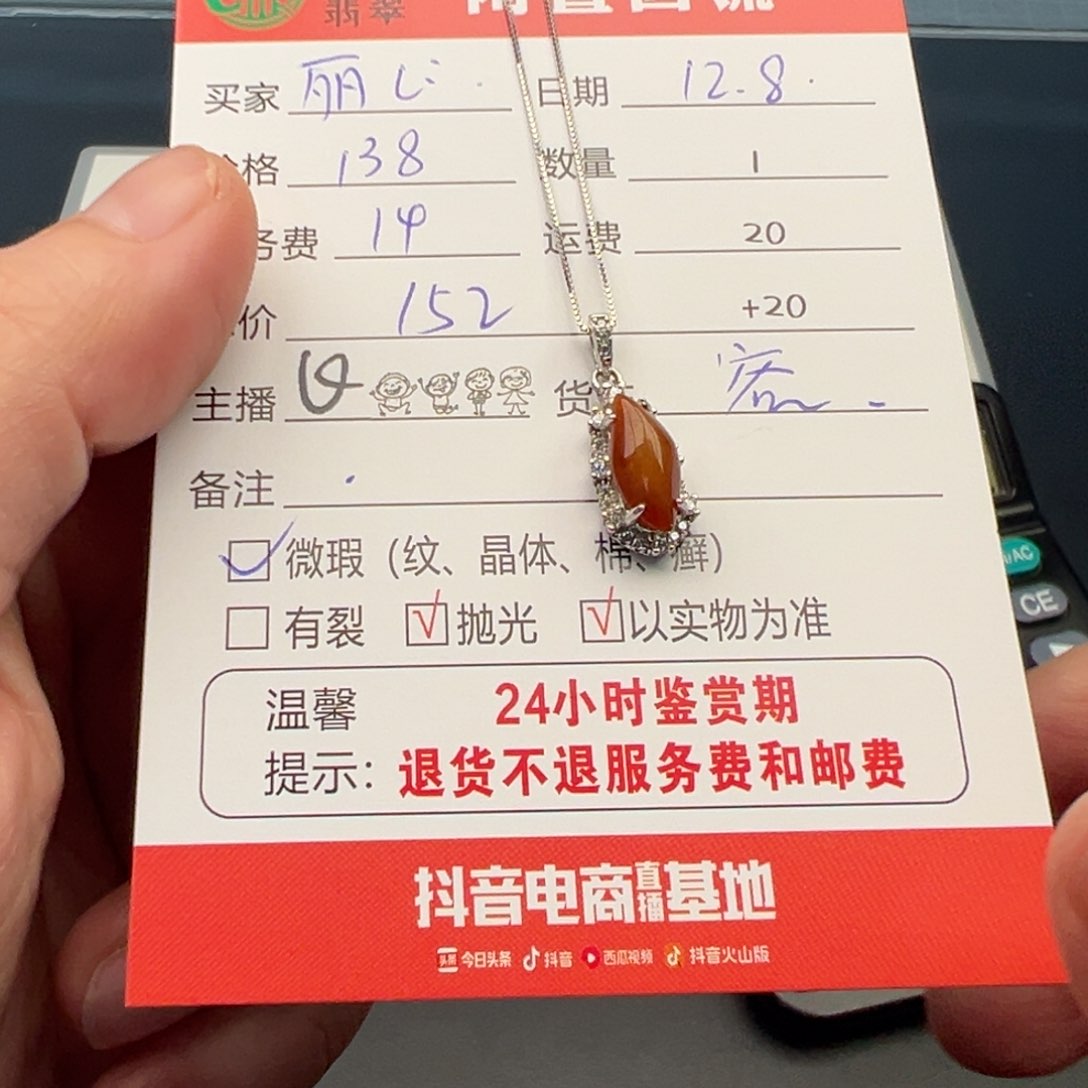 翡翠
买家 丽心 日期 12.8.
格 138 数量 1
务费 14 运费 20
价 152 +20
主播 货
备注
微瑕（纹、晶体、棉、癣）
有裂 √抛光 √以实物为准
温馨 24小时鉴赏期
提示：退货不退服务费和邮费
抖音电商直播基地
头条 今日头条 抖音 西瓜视频 抖音火山版
AC
CE